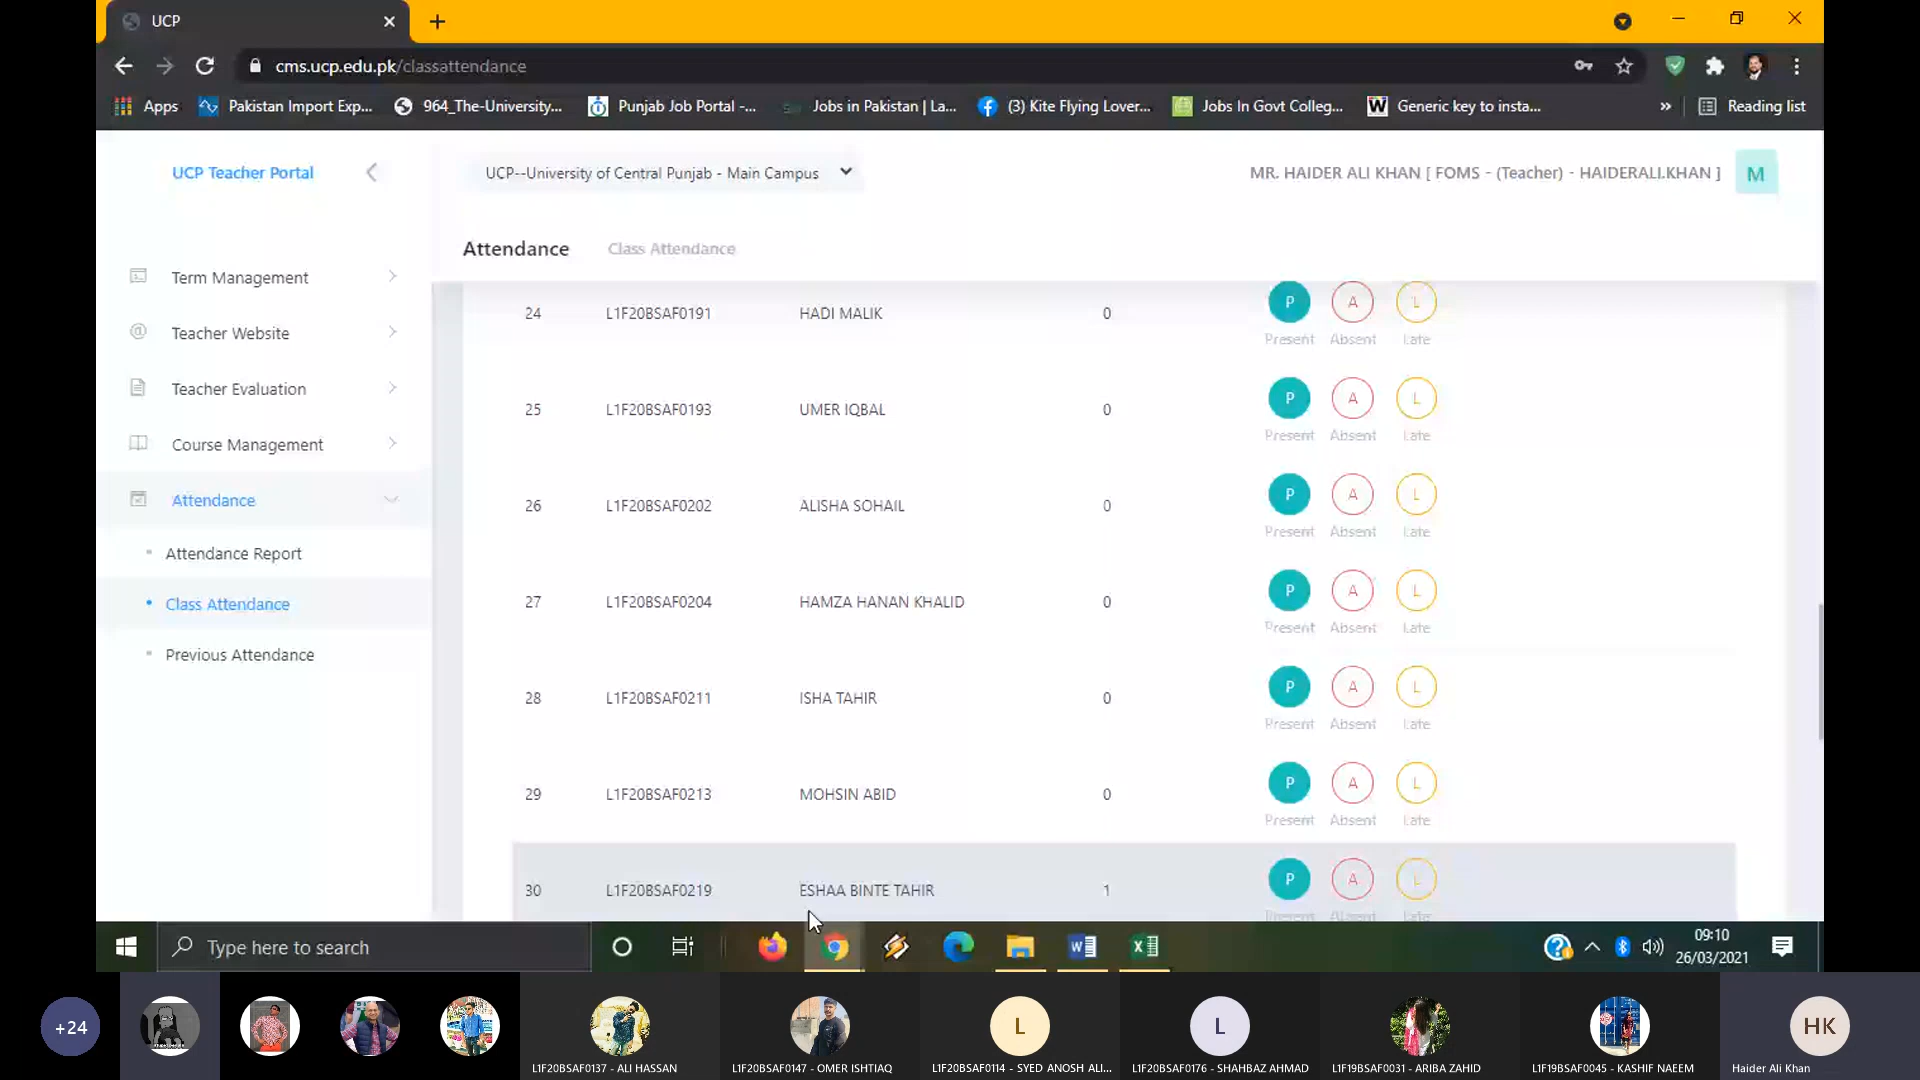 UCP
cms.ucp.edu.pk/classattendance
Apps Pakistan Import Exp... 964_The-University... Punjab Job Portal -... Jobs in Pakistan | La... (3) Kite Flying Lover... Jobs In Govt Colleg... W Generic key to insta... » Reading list
UCP Teacher Portal
UCP--University of Central Punjab - Main Campus
MR. HAIDER ALI KHAN [ FOMS - (Teacher) - HAIDERALI.KHAN ] M
Attendance Class Attendance
Term Management
Teacher Website
Teacher Evaluation
Course Management
Attendance
Attendance Report
Class Attendance
Previous Attendance
24 L1F20BSAF0191 HADI MALIK 0 P A L
Present Absent Late
25 L1F20BSAF0193 UMER IQBAL 0 P A L
Present Absent Late
26 L1F20BSAF0202 ALISHA SOHAIL 0 P A L
Present Absent Late
27 L1F20BSAF0204 HAMZA HANAN KHALID 0 P A L
Present Absent Late
28 L1F20BSAF0211 ISHA TAHIR 0 P A L
Present Absent Late
29 L1F20BSAF0213 MOHSIN ABID 0 P A L
Present Absent Late
30 L1F20BSAF0219 ESHAA BINTE TAHIR 1 P A L
Present Absent Late
Type here to search
09:10
26/03/2021
+24
L L HK
L1F20BSAF0137 - ALI HASSAN L1F20BSAF0147 - OMER ISHTIAQ L1F20BSAF0114 - SYED ANOSH ALI... L1F20BSAF0176 - SHAHBAZ AHMAD L1F19BSAF0031 - ARIBA ZAHID L1F19BSAF0045 - KASHIF NAEEM Haider Ali Khan